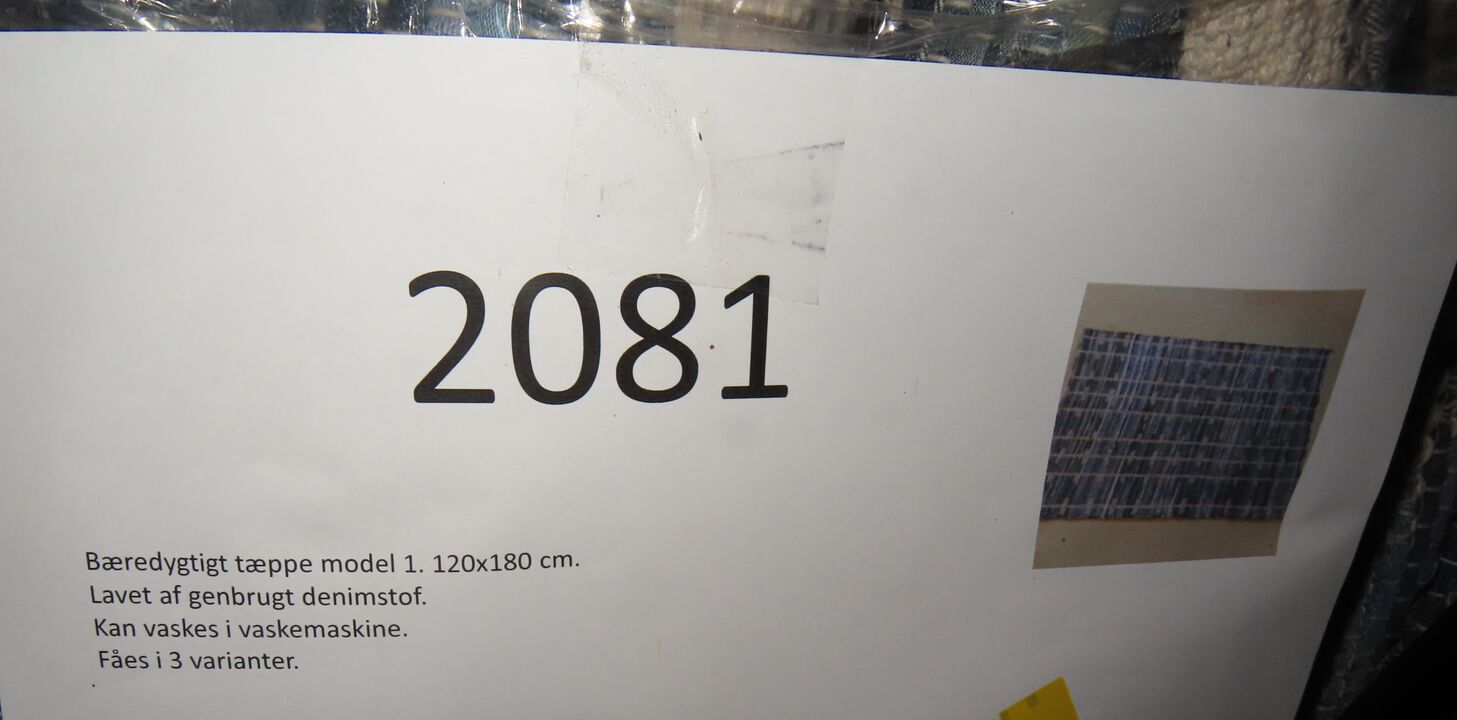 2081
Bæredygtigt tæppe model 1. 120x180 cm.
Lavet af genbrugt denimstof.
Kan vaskes i vaskemaskine.
Fåes i 3 varianter.